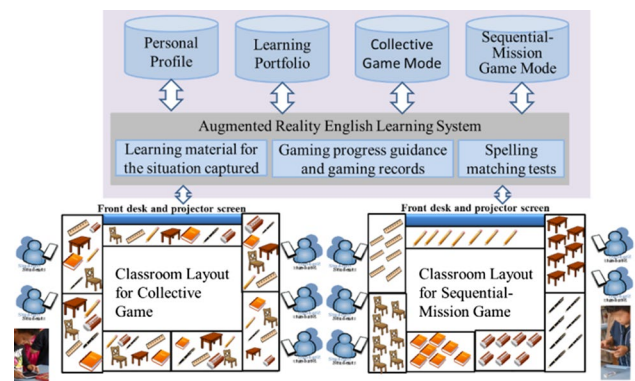 Personal
Profile
Learning
Portfolio
Collective
Game Mode
Sequential-
Mission
Game Mode
Augmented Reality English Learning System
Learning material for
the situation captured
Gaming progress guidance
and gaming records
Spelling
matching tests
Front desk and projector screen
Front desk and projector screen
Classroom Layout
for Collective
Game
Classroom Layout
for Sequential-
Mission Game